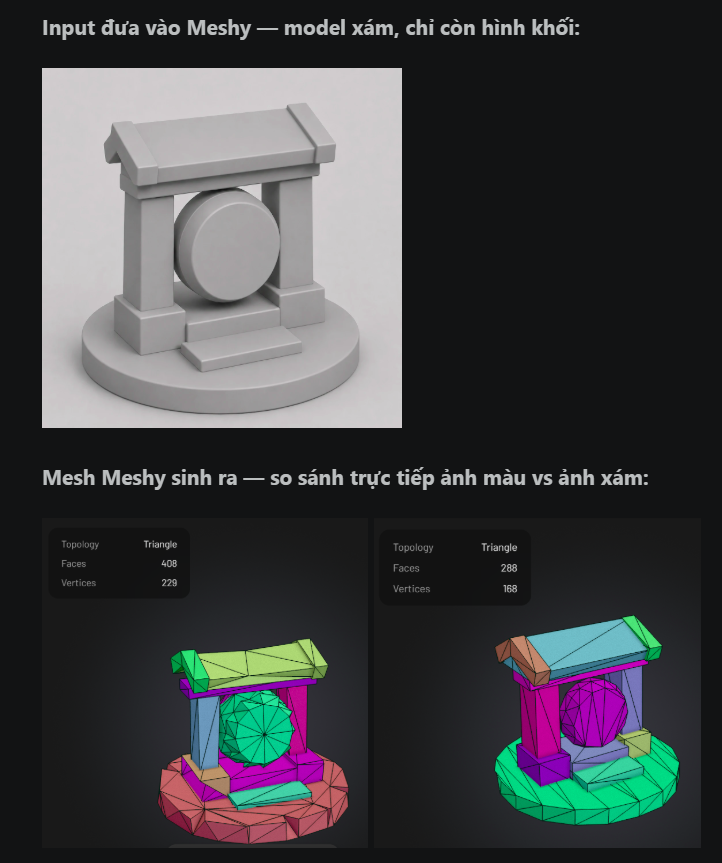 Input đưa vào Meshy — model xám, chỉ còn hình khối:
Mesh Meshy sinh ra — so sánh trực tiếp ảnh màu vs ảnh xám:
Topology Triangle
Faces 408
Vertices 229
Topology Triangle
Faces 288
Vertices 168